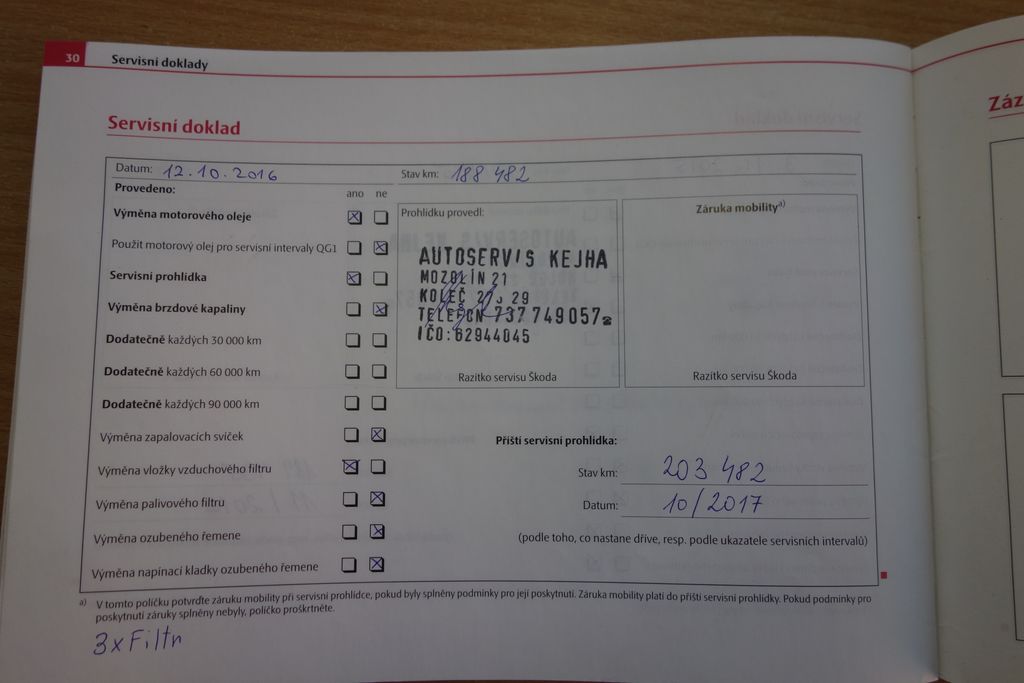 30 Servisní doklady
Servisní doklad
Datum: 12.10.2016 Stav km: 188 482
Provedeno: ano ne
Výměna motorového oleje
Použit motorový olej pro servisní intervaly QG1
Servisní prohlídka
Výměna brzdové kapaliny
Dodatečně každých 30 000 km
Dodatečně každých 60 000 km
Dodatečně každých 90 000 km
Výměna zapalovacích svíček
Výměna vložky vzduchového filtru
Výměna palivového filtru
Výměna ozubeného řemene
Výměna napínací kladky ozubeného řemene
Prohlídku provedl:
AUTOSERVIS KEJHA
MOZOLÍN 21
KOLEČ 29
TELEFON 737 749057
IČO:62944045
Razítko servisu Škoda
Záruka mobility a)
Razítko servisu Škoda
Příští servisní prohlídka:
Stav km: 203 482
Datum: 10/2017
(podle toho, co nastane dříve, resp. podle ukazatele servisních intervalů)
a) V tomto políčku potvrďte záruku mobility při servisní prohlídce, pokud byly splněny podmínky pro její poskytnutí. Záruka mobility platí do příští servisní prohlídky. Pokud podmínky pro
poskytnutí záruky splněny nebyly, políčko proškrtněte.
3xFiltr
Záz